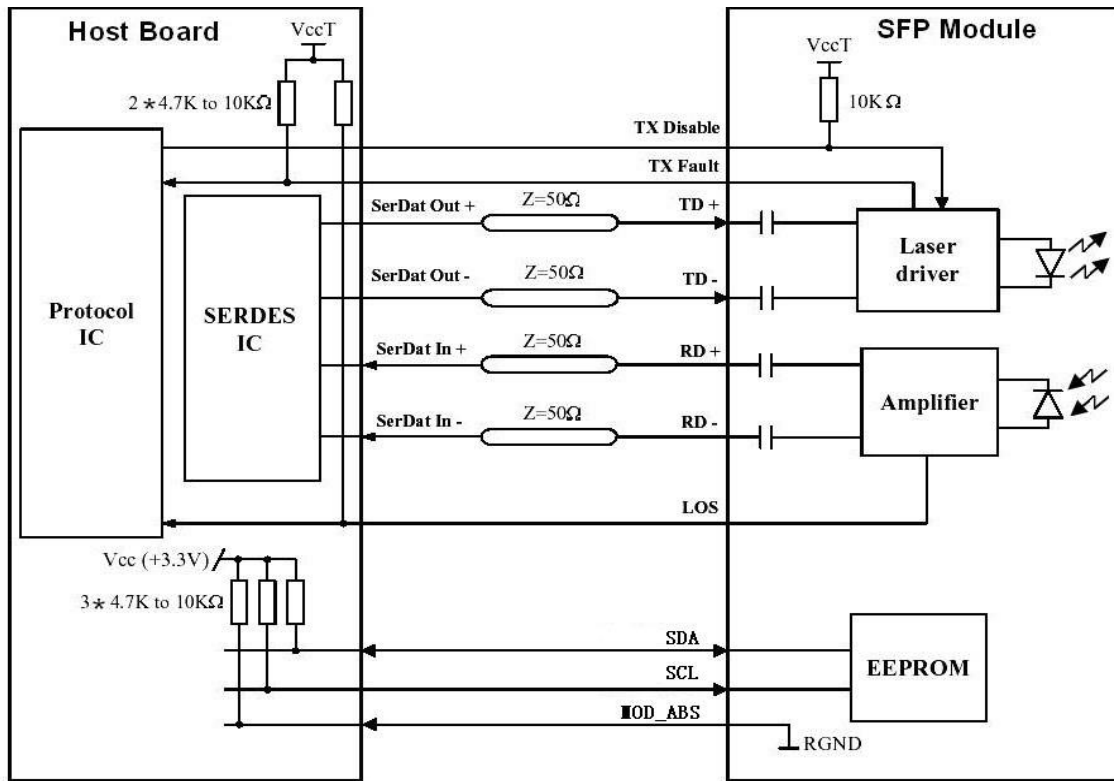 Host Board
SFP Module
VccT
VccT
2*4.7K to 10KΩ
10KΩ
TX Disable
TX Fault
SerDat Out +
Z=50Ω
TD +
Laser
driver
SerDat Out -
Z=50Ω
TD -
Protocol
IC
SERDES
IC
SerDat In +
Z=50Ω
RD +
Amplifier
SerDat In -
Z=50Ω
RD -
LOS
Vcc (+3.3V)
3*4.7K to 10KΩ
SDA
EEPROM
SCL
MOD_ABS
RGND